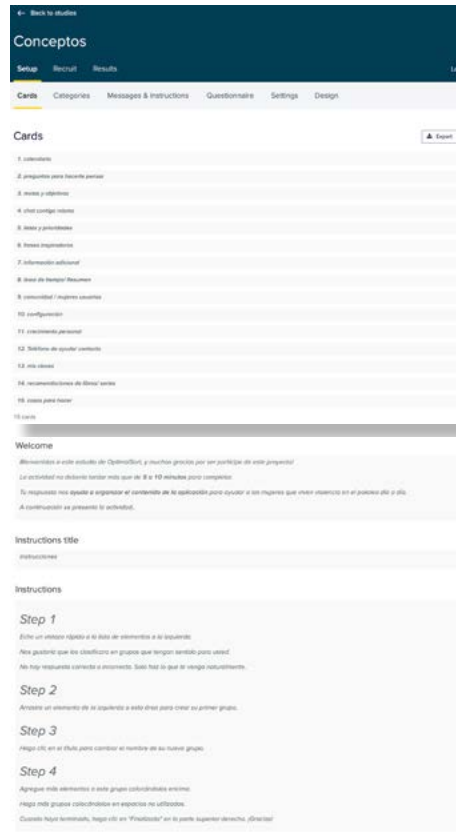 ← Back to studies
Conceptos
Setup Recruit Results
Cards Categories Messages & instructions Questionnaire Settings Design
Cards
Export
1. calendario
2. preguntas para hacerte pensar
3. metas y objetivos
4. chat contigo misma
5. listas y prioridades
6. frases inspiradoras
7. información adicional
8. línea de tiempo/ Resumen
9. comunidad / mujeres usuarias
10. configuración
11. crecimiento personal
12. Teléfono de ayuda/ contacto
13. mis claves
14. recomendaciones de libros/ series
15. cosas para hacer
15 cards
Welcome
Bienvenidos a este estudio de OptimalSort, y muchas gracias por ser partícipe de este proyecto!
La actividad no debería tardar más que de 5 a 10 minutos para completar.
Tu respuesta nos ayuda a organizar el contenido de la aplicación para ayudar a las mujeres que viven violencia en el día a día.
A continuación se presenta la actividad.
Instructions title
Instrucciones
Instructions
Step 1
Eche un vistazo rápido a la lista de elementos a la izquierda.
Nos gustaría que los clasificara en grupos que tengan sentido para usted.
No hay respuesta correcta o incorrecta. Solo haz lo que te venga naturalmente.
Step 2
Arrastre un elemento de la izquierda a esta área para crear su primer grupo.
Step 3
Haga clic en el título para cambiar el nombre de su nuevo grupo.
Step 4
Agregue más elementos a este grupo colocándolos encima.
Haga más grupos colocándolos en espacios no utilizados.
Cuando haya terminado, haga clic en "Finalizado" en la parte superior derecha. ¡Gracias!